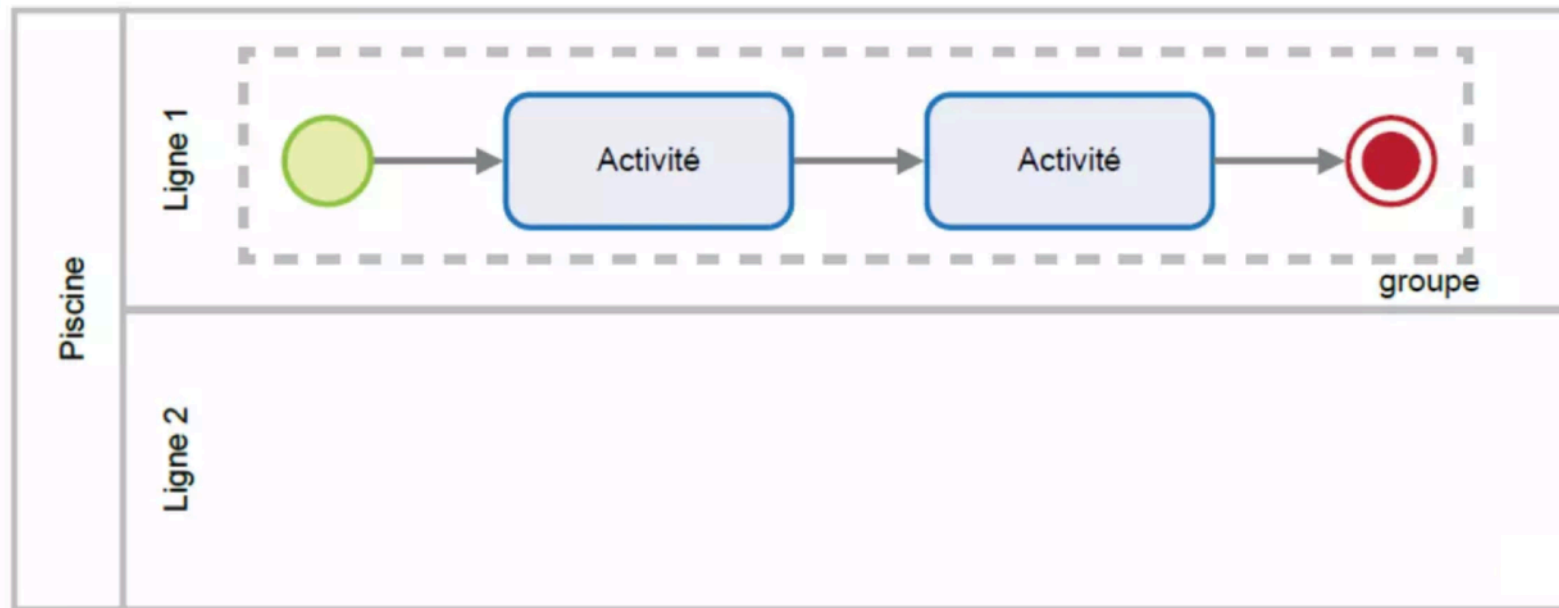 Piscine
Ligne 1
Activité
Activité
groupe
Ligne 2